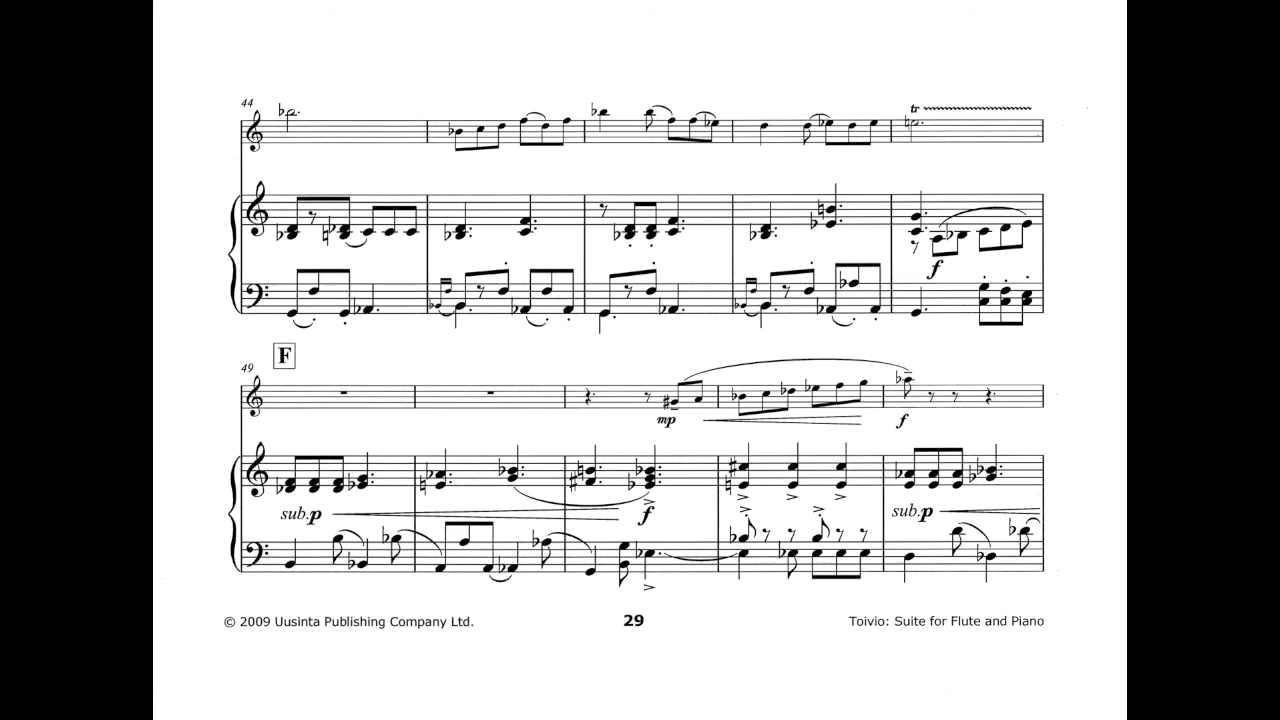 44
tr
f
F
49
mp
f
sub.p
f
sub.p
© 2009 Uusinta Publishing Company Ltd. 29 Toivio: Suite for Flute and Piano